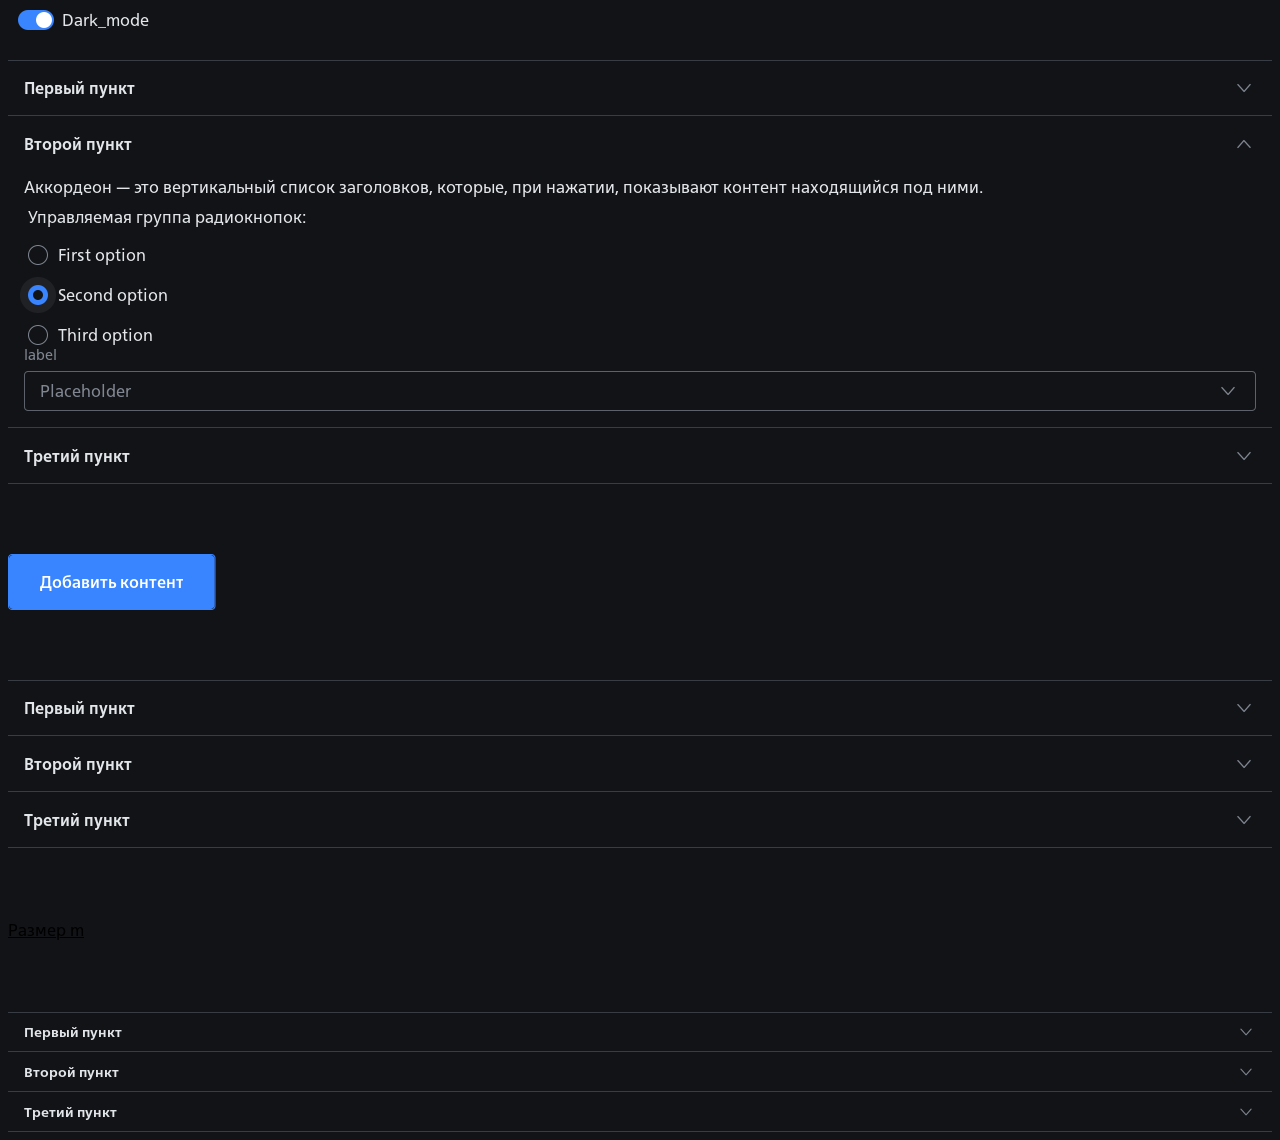 Dark_mode
Первый пункт
Второй пункт
Аккордеон — это вертикальный список заголовков, которые, при нажатии, показывают контент находящийся под ними.
Управляемая группа радиокнопок:
First option
Second option
Third option
label
Placeholder
Третий пункт
Добавить контент
Первый пункт
Второй пункт
Третий пункт
Размер m
Первый пункт
Второй пункт
Третий пункт